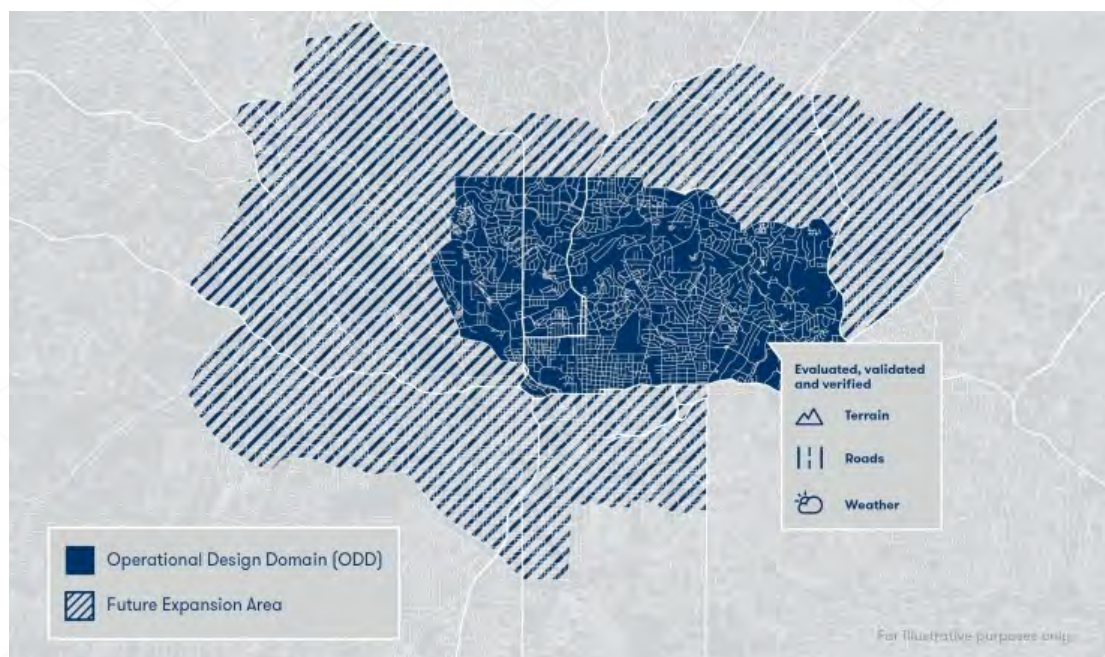 Evaluated, validated
and verified
Terrain
Roads
Weather
Operational Design Domain (ODD)
Future Expansion Area
For illustrative purposes only.